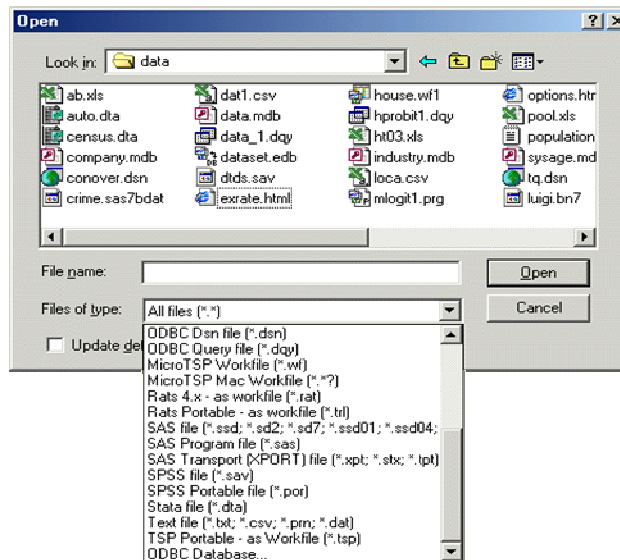 Open
Look in: data
ab.xls dat1.csv house.wf1 options.htr
auto.dta data.mdb hprobit1.dqy pool.xls
census.dta data_1.dqy ht03.xls population
company.mdb dataset.edb industry.mdb sysage.md
conover.dsn dtds.sav loca.csv tq.dsn
crime.sas7bdat exrate.html mlogit1.prg luigi.bn7
File name: Open
Files of type: All files (*.*) Cancel
Update def
ODBC Dsn file (*.dsn)
ODBC Query file (*.dqy)
MicroTSP Workfile (*.wf)
MicroTSP Mac Workfile (*.*?)
Rats 4.x - as workfile (*.rat)
Rats Portable - as workfile (*.trl)
SAS file (*.ssd; *.sd2; *.sd7; *.ssd01; *.ssd04;
SAS Program file (*.sas)
SAS Transport (XPORT) file (*.xpt; *.stx; *.tpt)
SPSS file (*.sav)
SPSS Portable file (*.por)
Stata file (*.dta)
Text file (*.txt; *.csv; *.prn; *.dat)
TSP Portable - as Workfile (*.tsp)
ODBC Database...